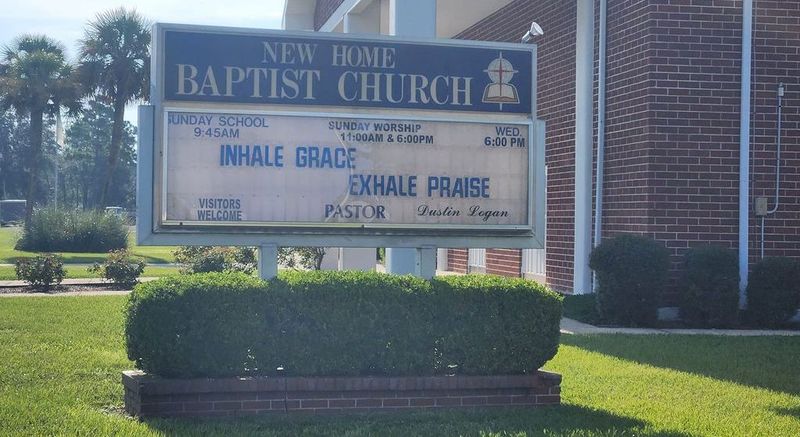 NEW HOME
BAPTIST CHURCH
SUNDAY SCHOOL
9:45AM
SUNDAY WORSHIP
11:00AM & 6:00PM
WED.
6:00 PM
INHALE GRACE
EXHALE PRAISE
VISITORS
WELCOME
PASTOR Dustin Logan